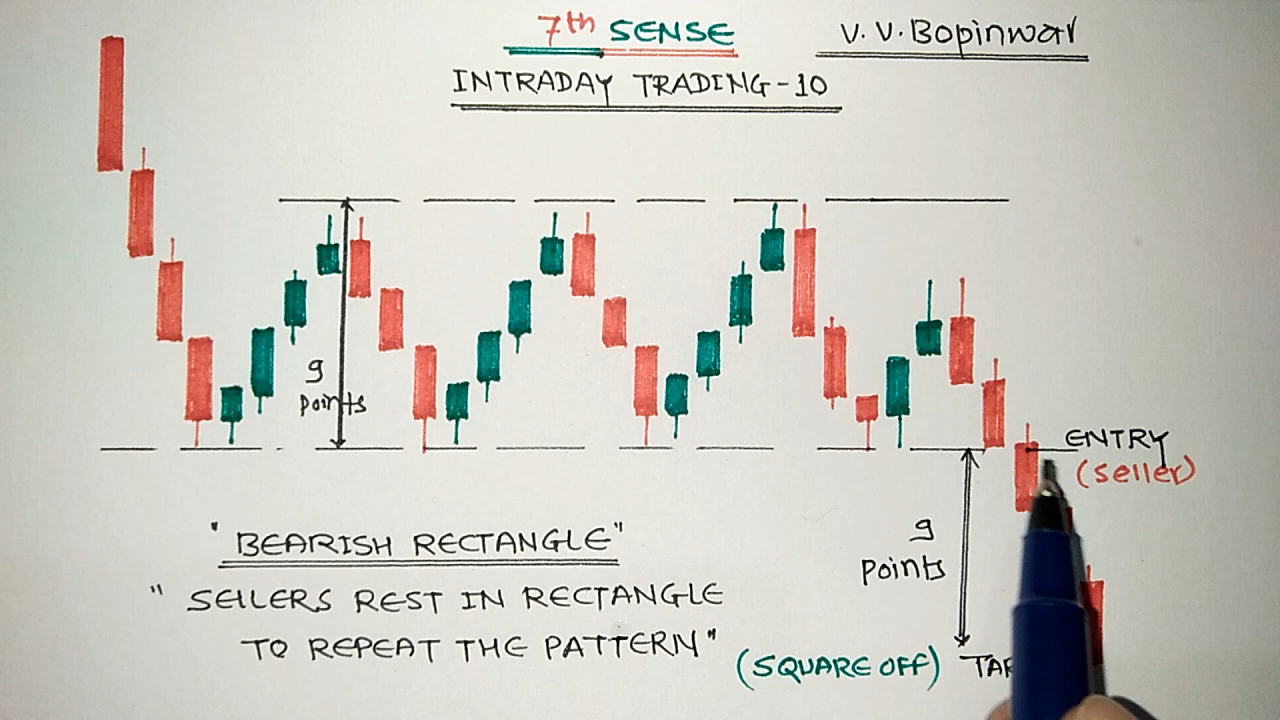 7th SENSE
V. V. Bopinwar
INTRADAY TRADING-10
9
points
ENTRY
(seller)
"BEARISH RECTANGLE"
9
points
" SELLERS REST IN RECTANGLE
TO REPEAT THE PATTERN"
(SQUARE OFF)